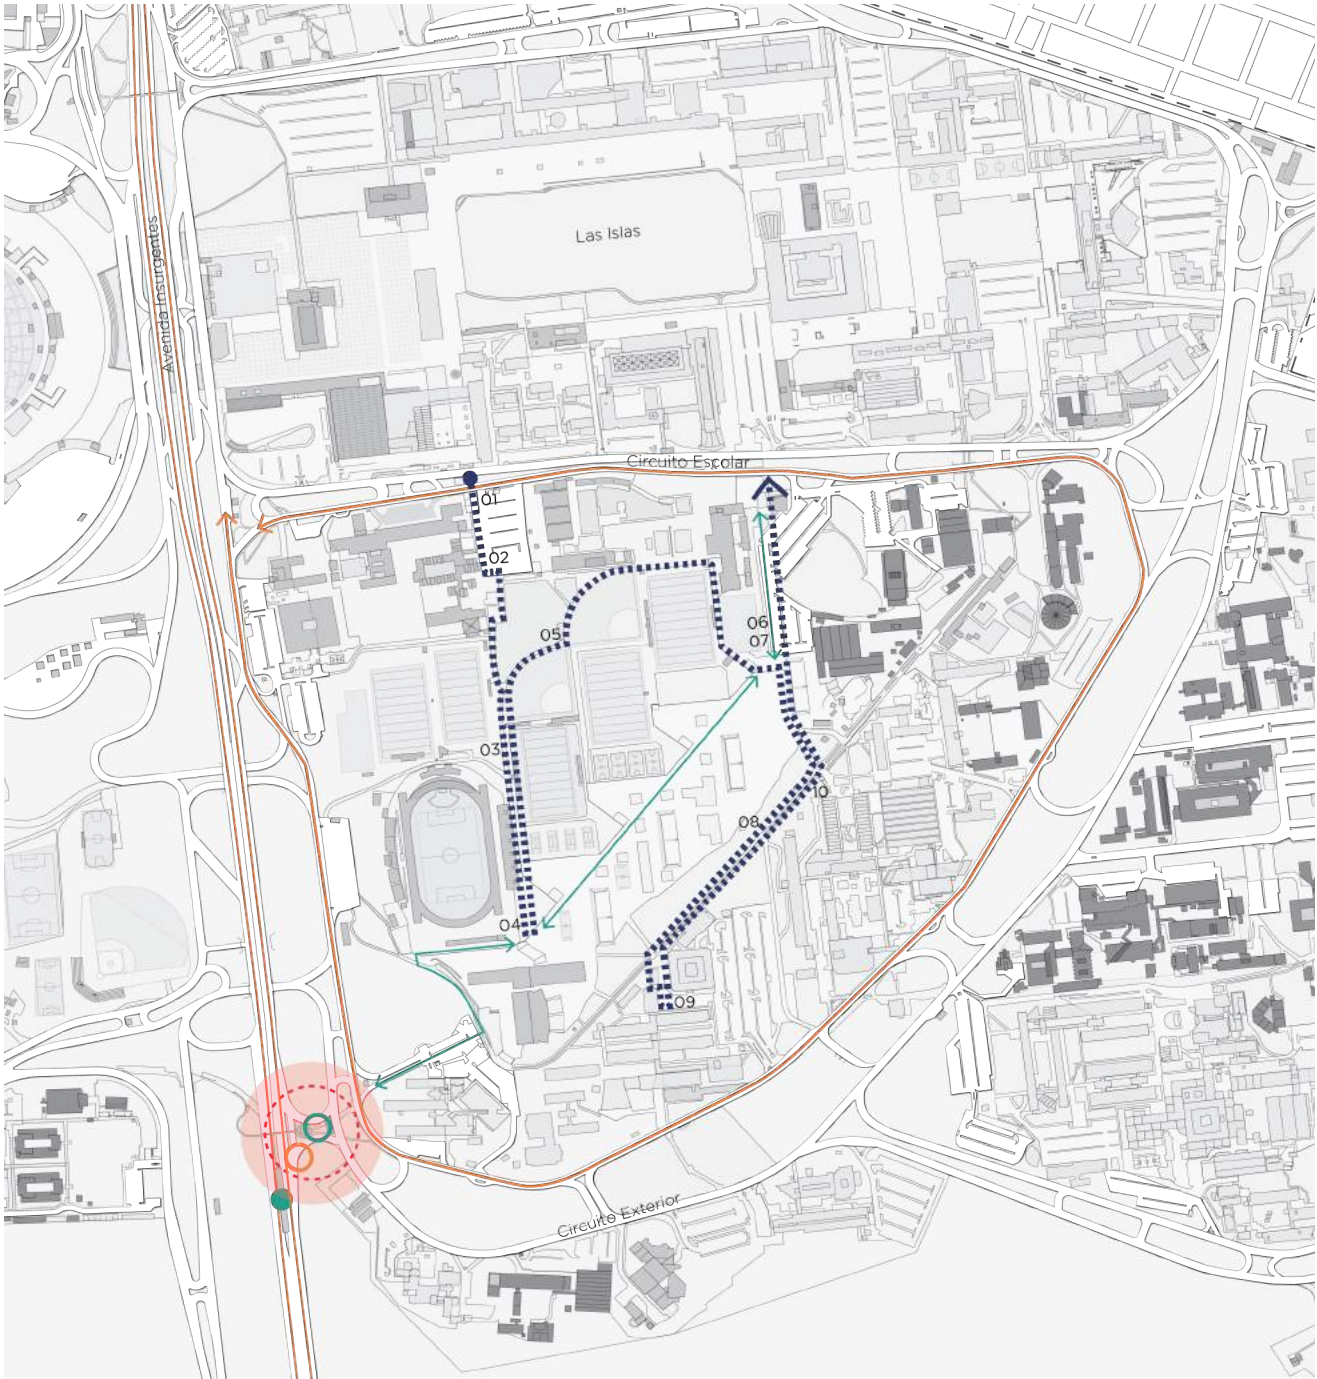 Las Islas
Avenida Insurgentes
Circuito Escolar
01
02
05
06
07
03
10
08
04
09
Circuito Exterior